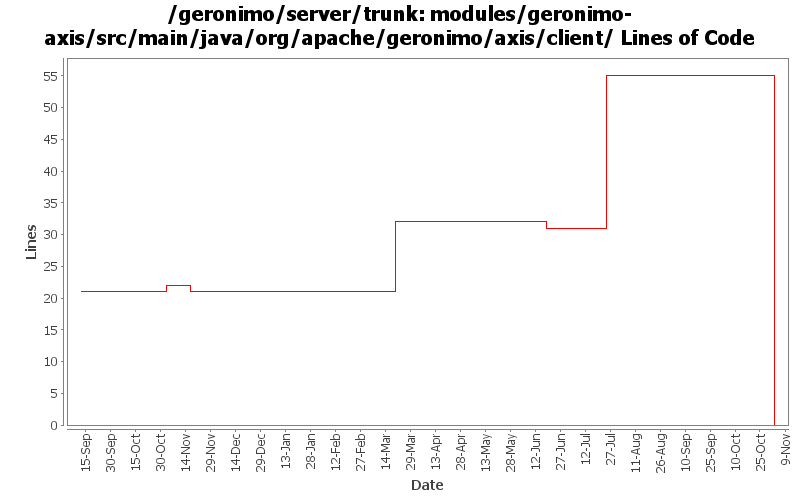 /geronimo/server/trunk: modules/geronimo-
axis/src/main/java/org/apache/geronimo/axis/client/ Lines of Code
Lines
55
50
45
40
35
30
25
20
15
10
5
0
15-Sep
30-Sep
15-Oct
30-Oct
14-Nov
29-Nov
14-Dec
29-Dec
13-Jan
28-Jan
12-Feb
27-Feb
14-Mar
29-Mar
13-Apr
28-Apr
13-May
28-May
12-Jun
27-Jun
12-Jul
27-Jul
11-Aug
26-Aug
10-Sep
25-Sep
10-Oct
25-Oct
9-Nov
Date